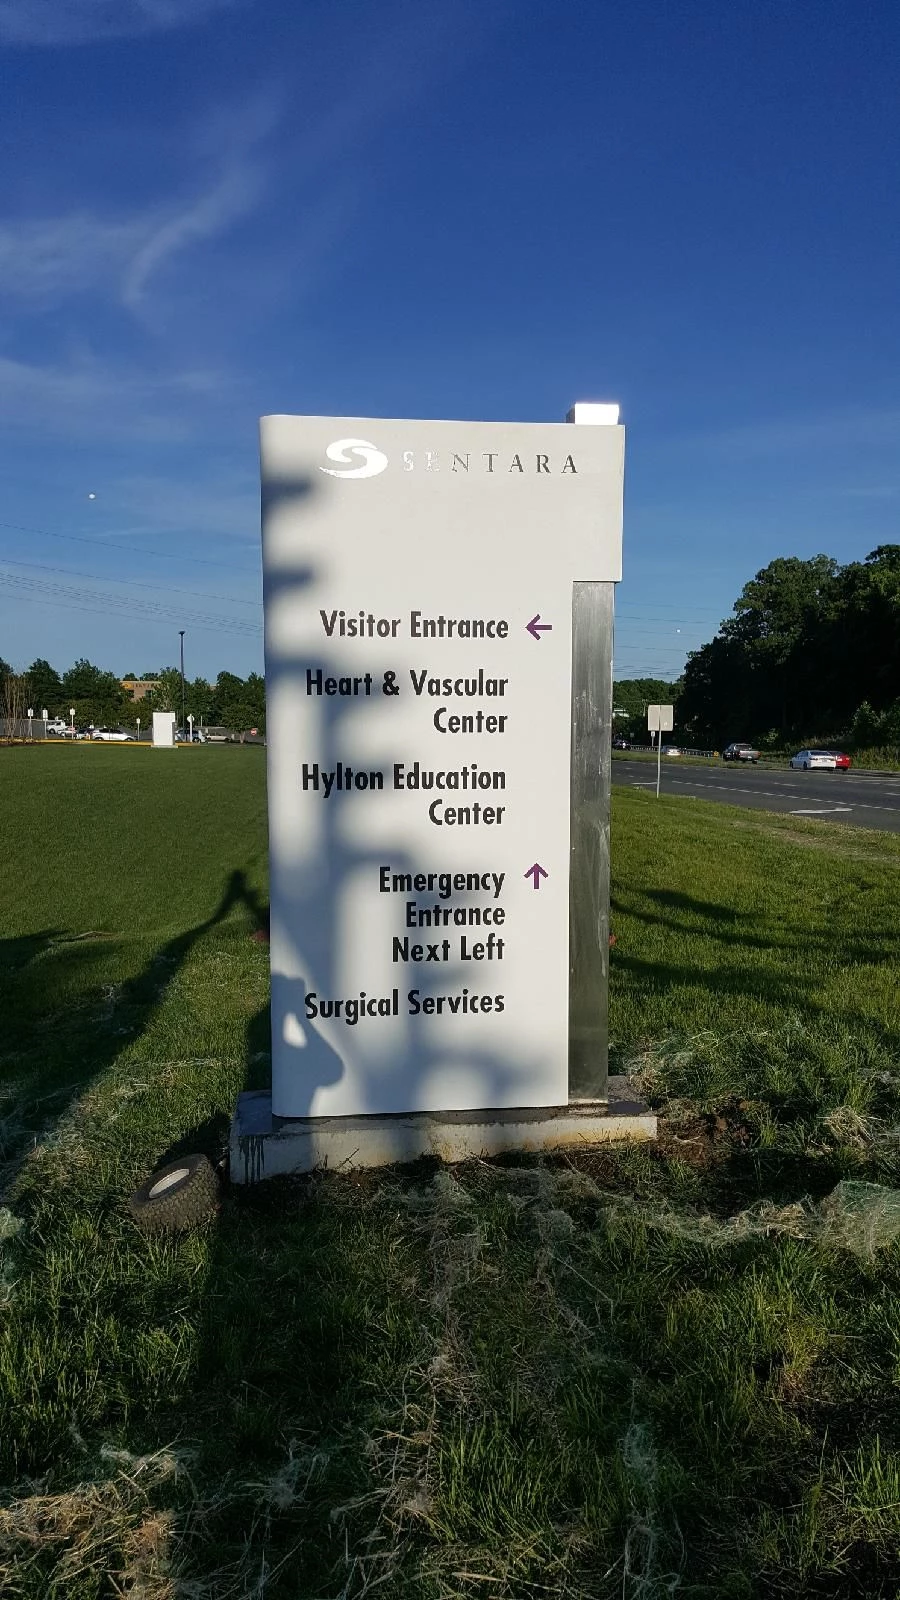 SENTARA
Visitor Entrance ←
Heart & Vascular
Center
Hylton Education
Center
Emergency ↑
Entrance
Next Left
Surgical Services